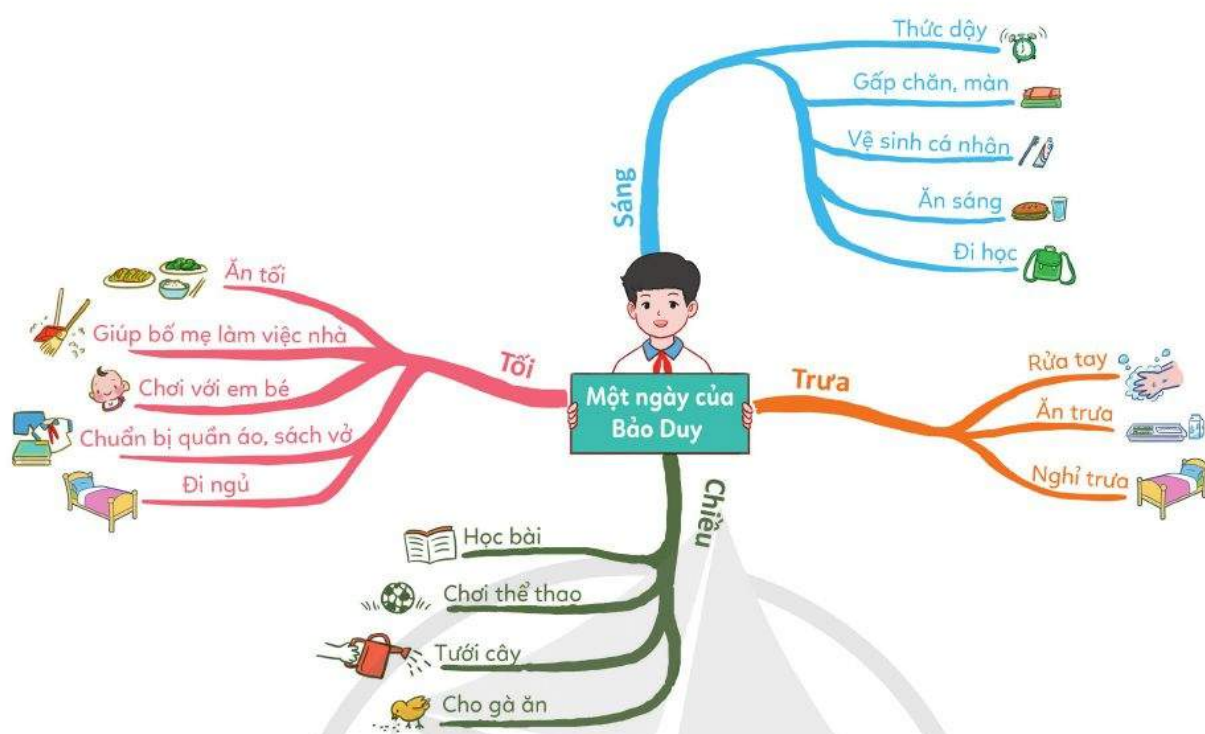 Một ngày của
Bảo Duy
Sáng
Thức dậy
Gấp chăn, màn
Vệ sinh cá nhân
Ăn sáng
Đi học
Trưa
Rửa tay
Ăn trưa
Nghỉ trưa
Chiều
Học bài
Chơi thể thao
Tưới cây
Cho gà ăn
Tối
Ăn tối
Giúp bố mẹ làm việc nhà
Chơi với em bé
Chuẩn bị quần áo, sách vở
Đi ngủ